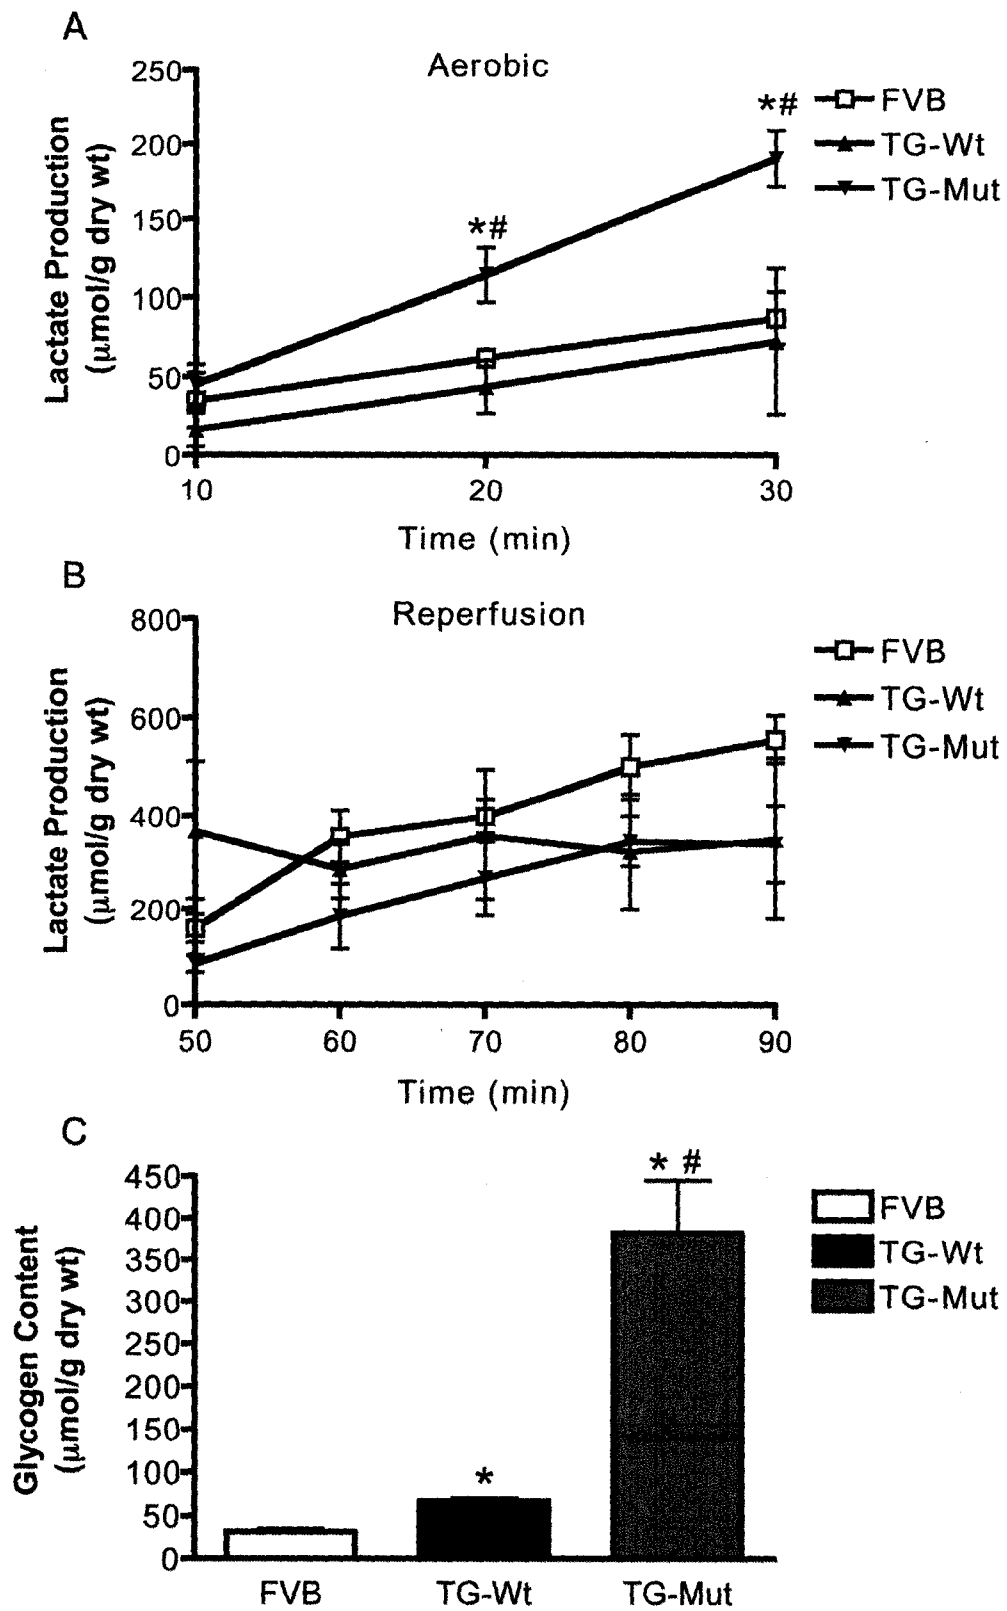 A
Aerobic
Lactate Production
(µmol/g dry wt)
250
200
150
100
50
0
*#
*#
FVB
TG-Wt
TG-Mut
10 20 30
Time (min)
B
Reperfusion
Lactate Production
(µmol/g dry wt)
800
600
400
200
0
FVB
TG-Wt
TG-Mut
50 60 70 80 90
Time (min)
C
Glycogen Content
(µmol/g dry wt)
450
400
350
300
250
200
150
100
50
0
*
* #
FVB
TG-Wt
TG-Mut
FVB TG-Wt TG-Mut